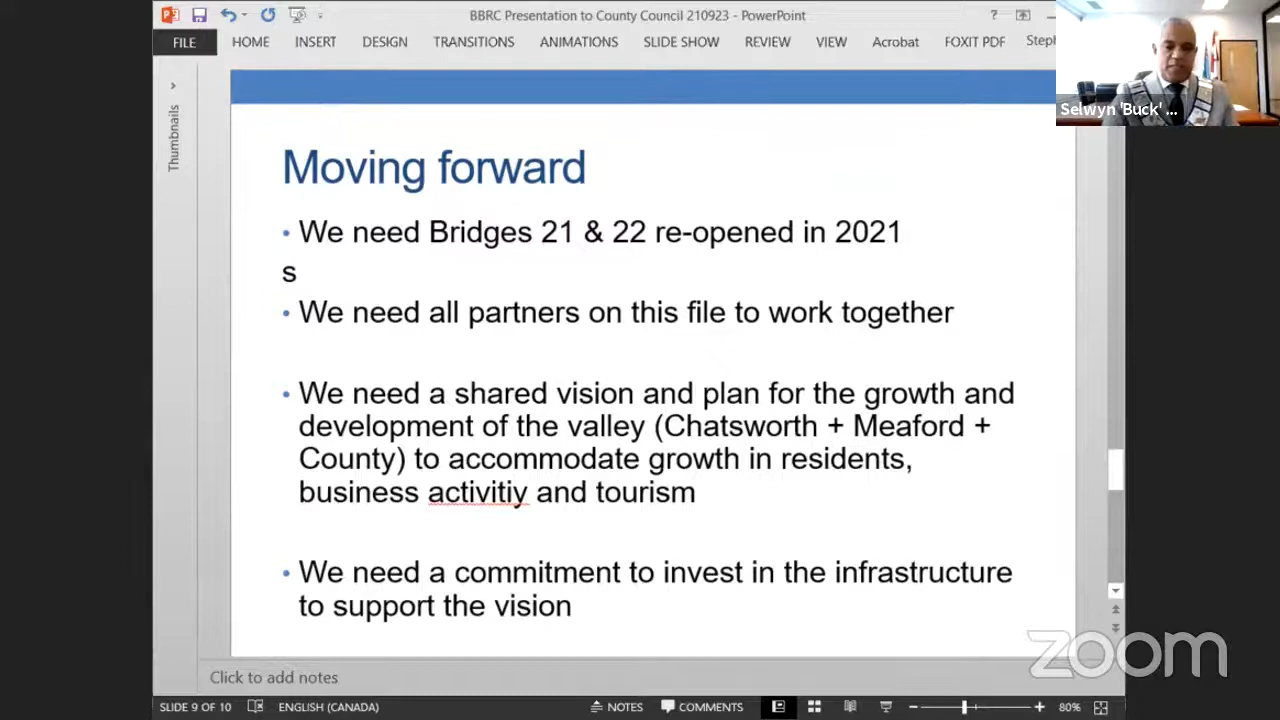 BBRC Presentation to County Council 210923 - PowerPoint
?
FILE HOME INSERT DESIGN TRANSITIONS ANIMATIONS SLIDE SHOW REVIEW VIEW Acrobat FOXIT PDF Steph
Selwyn 'Buck' ...
Thumbnails
Moving forward
• We need Bridges 21 & 22 re-opened in 2021
s
• We need all partners on this file to work together
• We need a shared vision and plan for the growth and
development of the valley (Chatsworth + Meaford +
County) to accommodate growth in residents,
business activitiy and tourism
• We need a commitment to invest in the infrastructure
to support the vision
zoom
Click to add notes
SLIDE 9 OF 10 ENGLISH (CANADA) NOTES COMMENTS 80%